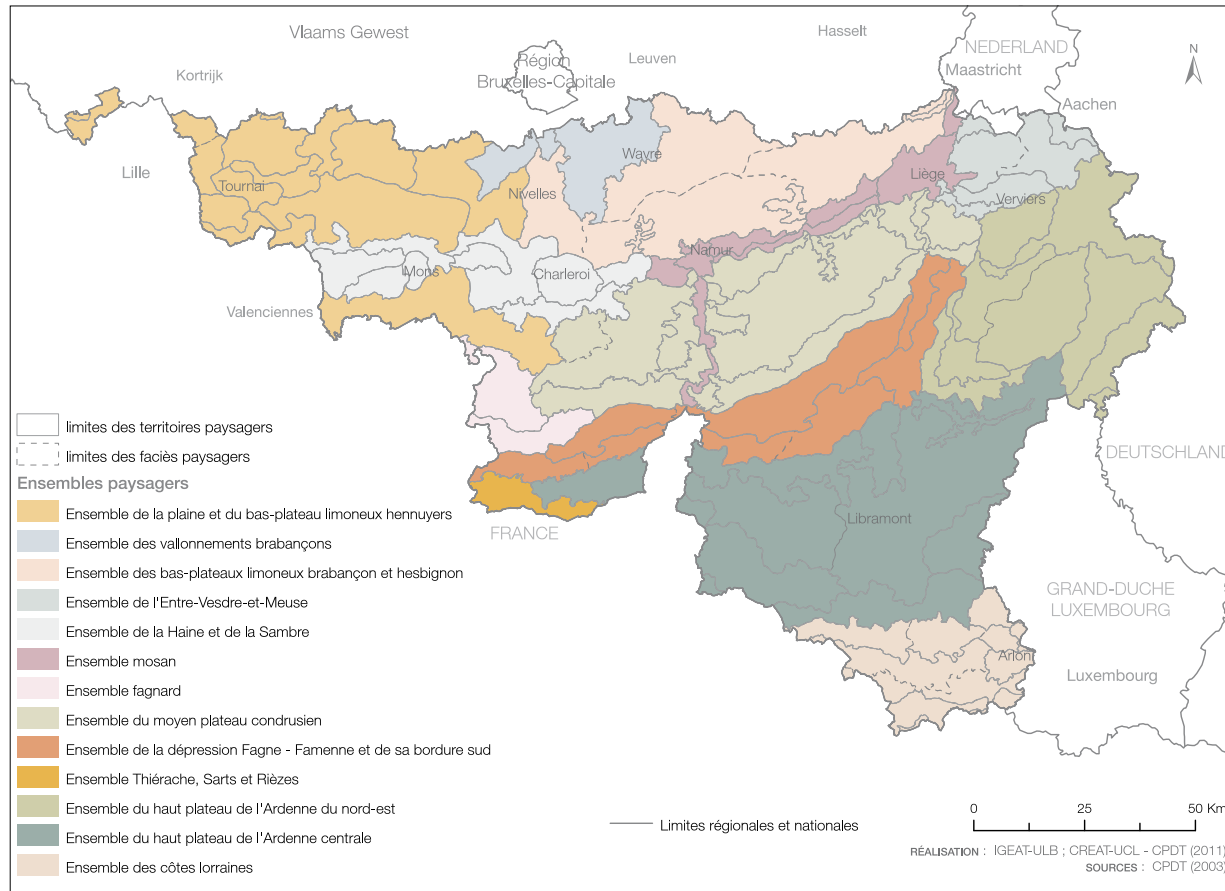 Vlaams Gewest
Hasselt
NEDERLAND
Maastricht
N
Région
Bruxelles-Capitale
Leuven
Kortrijk
Aachen
Lille
Tournai
Wavre
Nivelles
Liège
Verviers
Namur
Mons
Charleroi
Valenciennes
DEUTSCHLAND
FRANCE
Libramont
GRAND-DUCHE
LUXEMBOURG
Arlon
Luxembourg
limites des territoires paysagers
limites des faciès paysagers
Ensembles paysagers
Ensemble de la plaine et du bas-plateau limoneux hennuyers
Ensemble des vallonnements brabançons
Ensemble des bas-plateaux limoneux brabançon et hesbignon
Ensemble de l'Entre-Vesdre-et-Meuse
Ensemble de la Haine et de la Sambre
Ensemble mosan
Ensemble fagnard
Ensemble du moyen plateau condrusien
Ensemble de la dépression Fagne - Famenne et de sa bordure sud
Ensemble Thiérache, Sarts et Rièzes
Ensemble du haut plateau de l'Ardenne du nord-est
Ensemble du haut plateau de l'Ardenne centrale
Ensemble des côtes lorraines
Limites régionales et nationales
0 25 50 Km
RÉALISATION : IGEAT-ULB ; CREAT-UCL - CPDT (2011)
SOURCES : CPDT (2003)